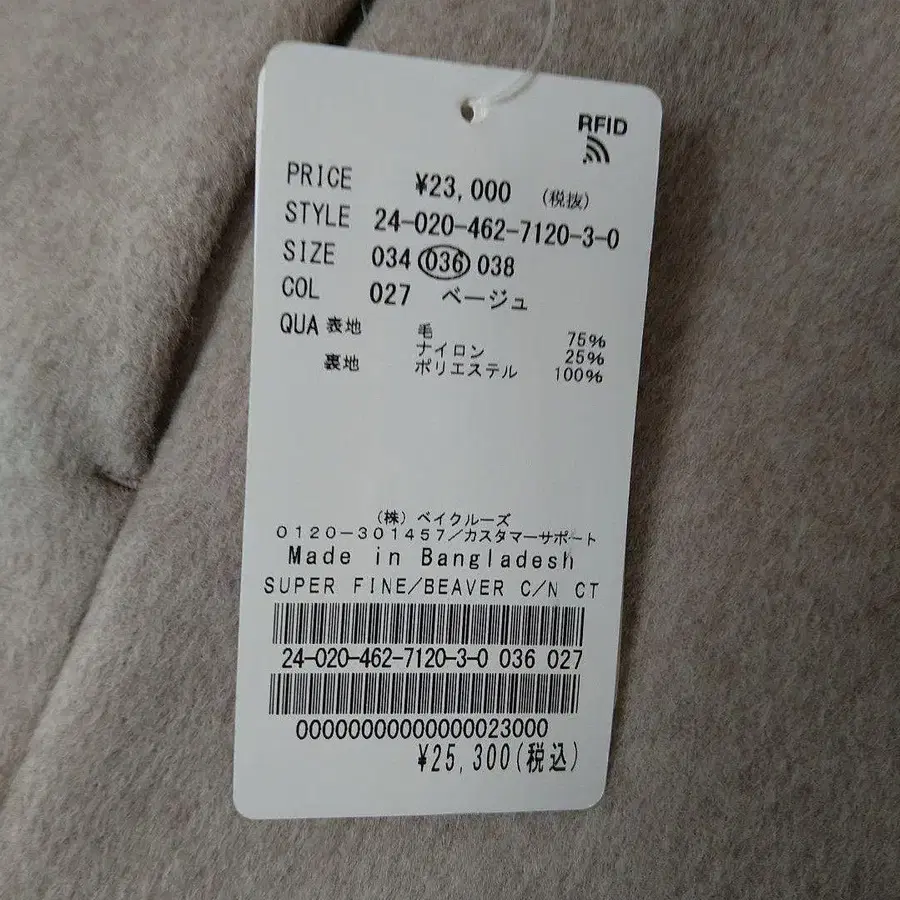 RFID
PRICE ¥23,000 (税抜)
STYLE 24-020-462-7120-3-0
SIZE 034 036 038
COL 027 ベージュ
QUA 表地 毛 75%
ナイロン 25%
裏地 ポリエステル 100%
(株) ベイクルーズ
0120-301457/カスタマーサポート
Made in Bangladesh
SUPER FINE/BEAVER C/N CT
24-020-462-7120-3-0 036 027
00000000000000023000
¥25,300(税込)